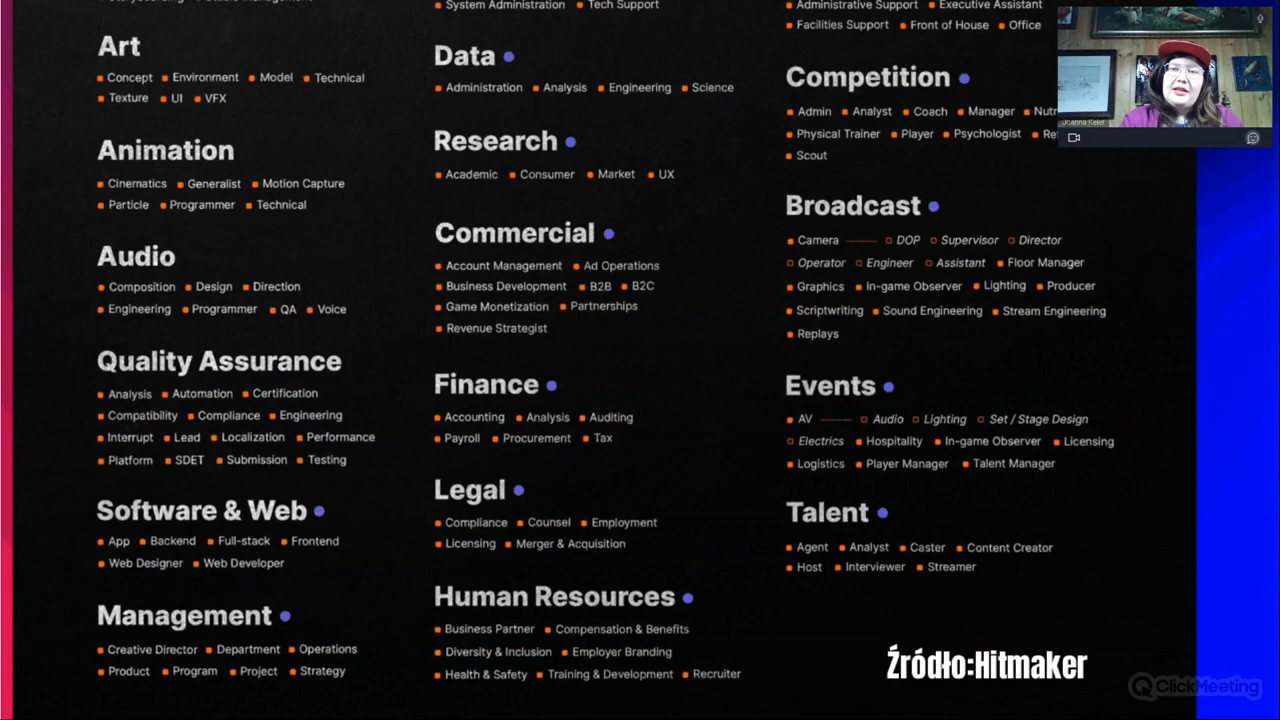 System Administration Tech Support
Administrative Support Executive Assistant
Facilities Support Front of House Office
Art
Concept Environment Model Technical
Texture UI VFX
Animation
Cinematics Generalist Motion Capture
Particle Programmer Technical
Audio
Composition Design Direction
Engineering Programmer QA Voice
Quality Assurance
Analysis Automation Certification
Compatibility Compliance Engineering
Interrupt Lead Localization Performance
Platform SDET Submission Testing
Software & Web
App Backend Full-stack Frontend
Web Designer Web Developer
Management
Creative Director Department Operations
Product Program Project Strategy
Data
Administration Analysis Engineering Science
Research
Academic Consumer Market UX
Commercial
Account Management Ad Operations
Business Development B2B B2C
Game Monetization Partnerships
Revenue Strategist
Finance
Accounting Analysis Auditing
Payroll Procurement Tax
Legal
Compliance Counsel Employment
Licensing Merger & Acquisition
Human Resources
Business Partner Compensation & Benefits
Diversity & Inclusion Employer Branding
Health & Safety Training & Development Recruiter
Competition
Admin Analyst Coach Manager
Physical Trainer Player Psychologist
Scout
Broadcast
Camera DOP Supervisor Director
Operator Engineer Assistant Floor Manager
Graphics In-game Observer Lighting Producer
Scriptwriting Sound Engineering Stream Engineering
Replays
Events
AV Audio Lighting Set / Stage Design
Electrics Hospitality In-game Observer Licensing
Logistics Player Manager Talent Manager
Talent
Agent Analyst Caster Content Creator
Host Interviewer Streamer
Źródło:Hitmaker
Joanna Keler
ClickMeeting